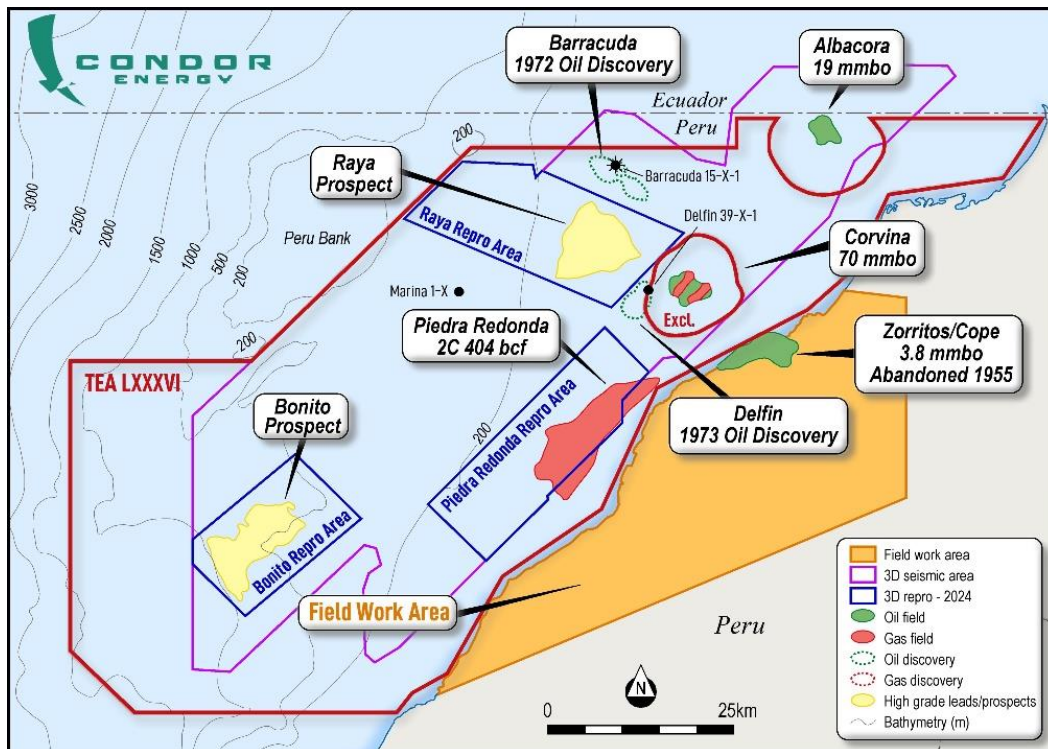 CONDOR
ENERGY
Barracuda
1972 Oil Discovery
Albacora
19 mmbo
Ecuador
Peru
200
Raya
Prospect
Barracuda 15-X-1
3000
2500
2000
1500
1000
500
200
Peru Bank
Raya Repro Area
Delfin 39-X-1
Corvina
70 mmbo
Marina 1-X
Excl.
Piedra Redonda
2C 404 bcf
Zorritos/Cope
3.8 mmbo
Abandoned 1955
200
TEA LXXXVI
Bonito
Prospect
200
Piedra Redonda Repro Area
Delfin
1973 Oil Discovery
Bonito Repro Area
Field Work Area
Peru
N
0
25km
Field work area
3D seismic area
3D repro - 2024
Oil field
Gas field
Oil discovery
Gas discovery
High grade leads/prospects
Bathymetry (m)